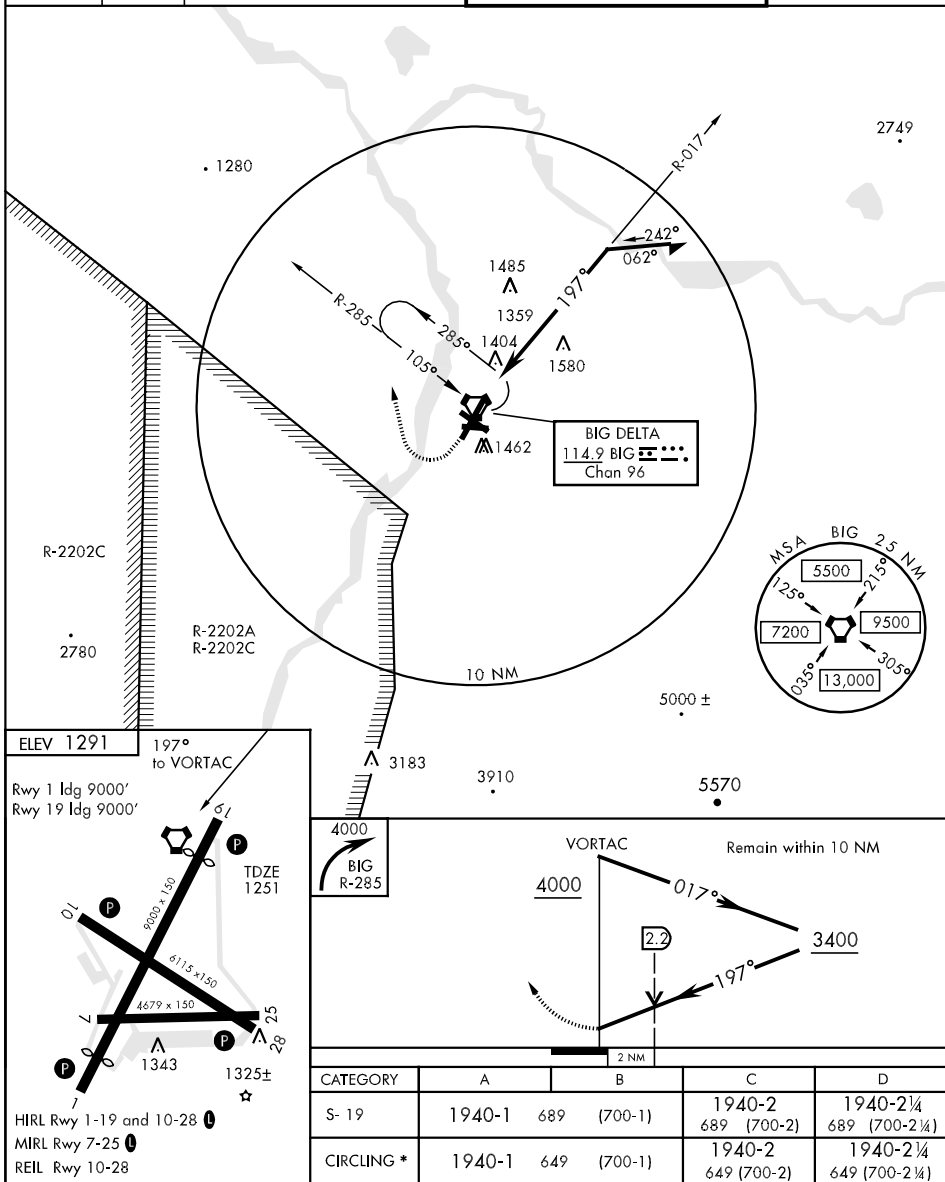 2749
1280
R-017
242°
062°
1485
197°
1359
R-285
285°
1404
105°
1580
BIG DELTA
114.9 BIG
Chan 96
1462
MSA BIG 25 NM
5500
125°
215°
7200
9500
035°
305°
13,000
R-2202C
2780
R-2202A
R-2202C
10 NM
5000 ±
3183
3910
5570
ELEV 1291
197°
to VORTAC
Rwy 1 ldg 9000'
Rwy 19 ldg 9000'
19
P
TDZE
1251
10
P
9000 x 150
6115 x150
4679 x 150
7
25
28
P
1343
P
1325±
1
HIRL Rwy 1-19 and 10-28 L
MIRL Rwy 7-25 L
REIL Rwy 10-28
4000
BIG
R-285
VORTAC
Remain within 10 NM
4000
017°
2.2
3400
197°
2 NM
CATEGORY A B C D
S- 19 1940-1 689 (700-1) 1940-2 689 (700-2) 1940-2¼ 689 (700-2¼)
CIRCLING * 1940-1 649 (700-1) 1940-2 649 (700-2) 1940-2¼ 649 (700-2¼)